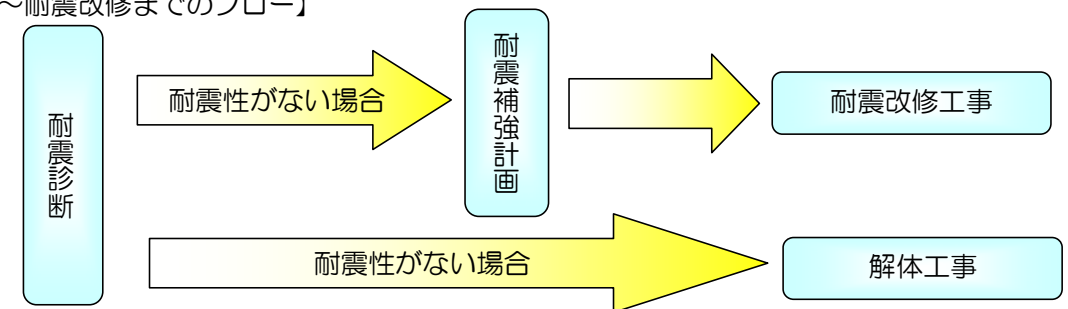 ～耐震改修までのフロー】
耐震診断
耐震性がない場合
耐震補強計画
耐震改修工事
耐震性がない場合
解体工事